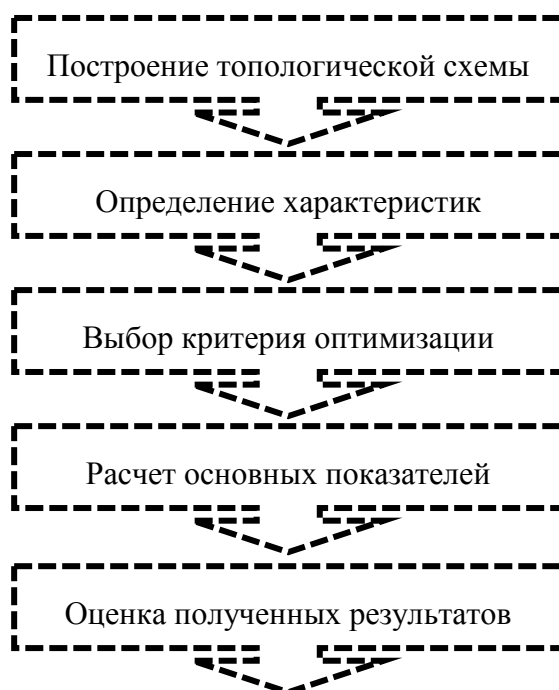 Построение топологической схемы
Определение характеристик
Выбор критерия оптимизации
Расчет основных показателей
Оценка полученных результатов